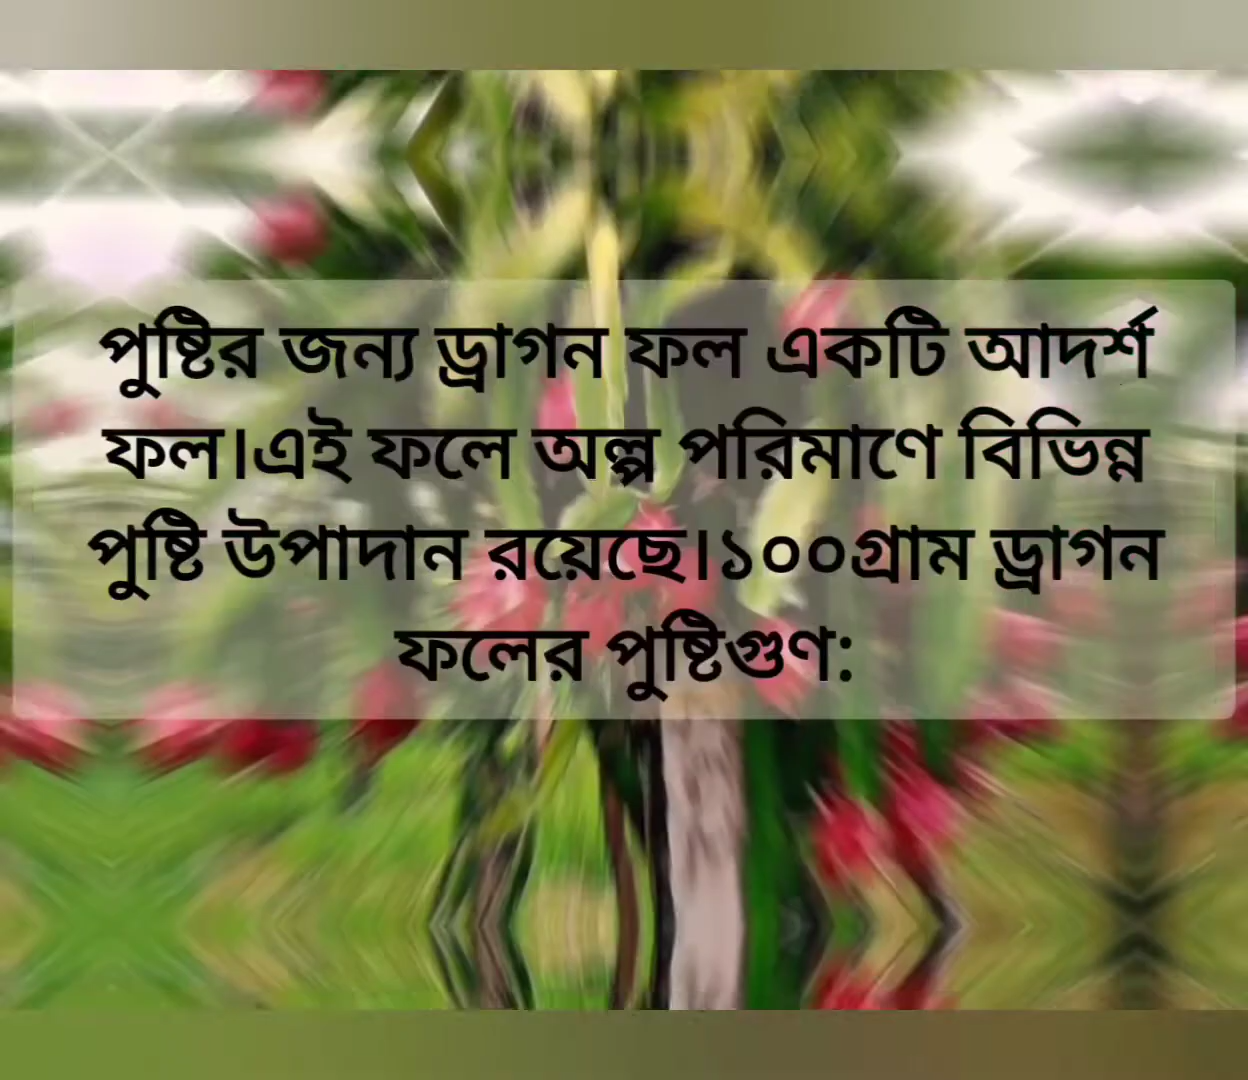 পুষ্টির জন্য ড্রাগন ফল একটি আদর্শ
ফল।এই ফলে অল্প পরিমাণে বিভিন্ন
পুষ্টি উপাদান রয়েছে।১০০গ্রাম ড্রাগন
ফলের পুষ্টিগুণ: